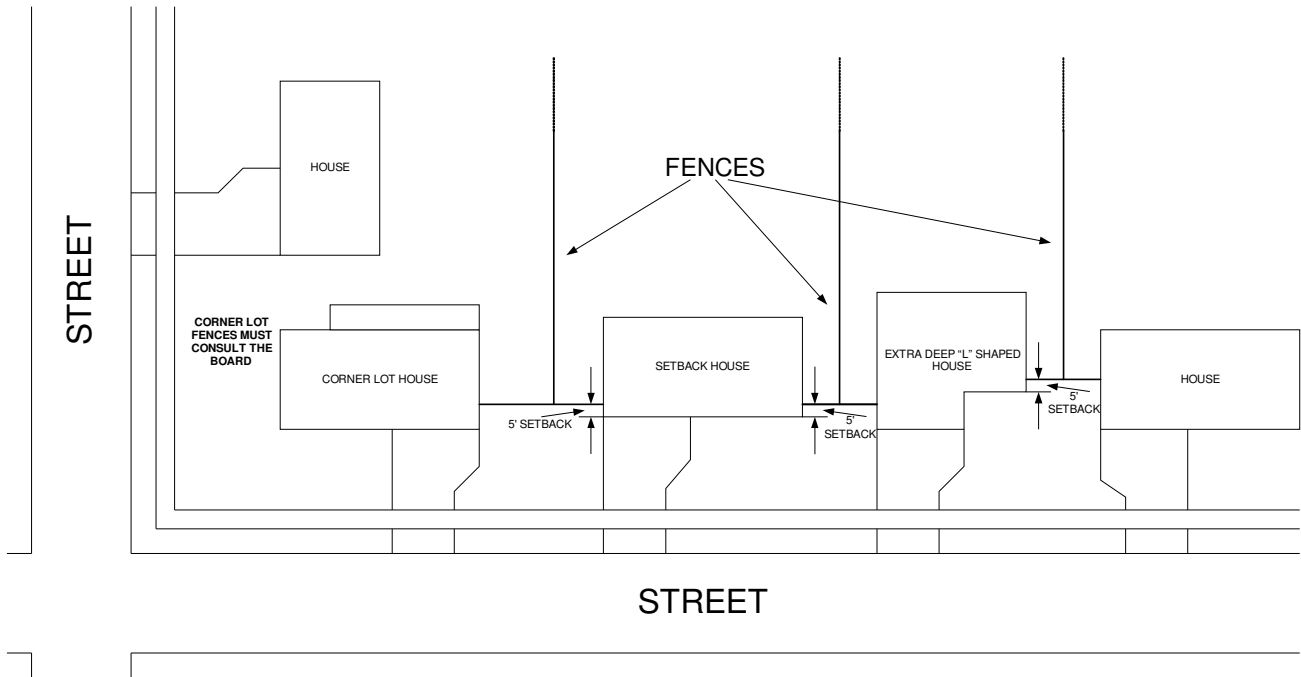 FENCES
HOUSE
STREET
CORNER LOT
FENCES MUST
CONSULT THE
BOARD
CORNER LOT HOUSE
SETBACK HOUSE
EXTRA DEEP “L” SHAPED
HOUSE
HOUSE
5' SETBACK
5'
SETBACK
5'
SETBACK
STREET